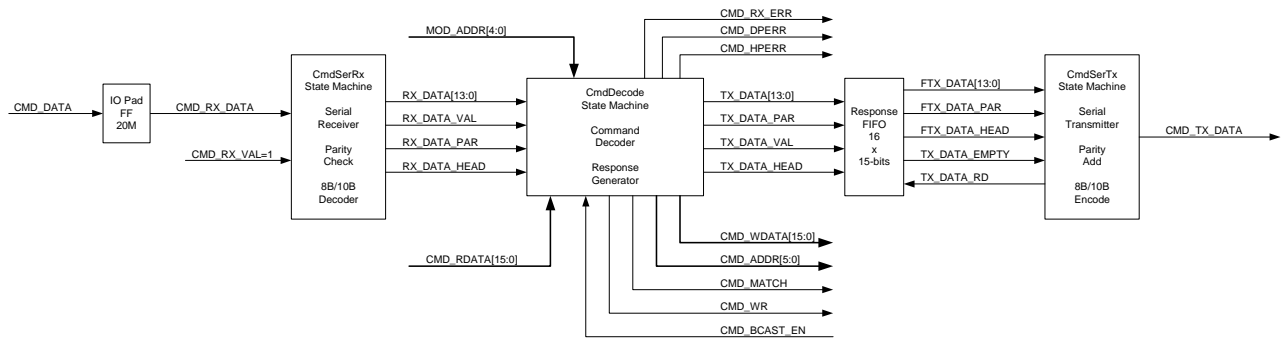 CMD_DATA
IO Pad
FF
20M
CMD_RX_DATA
CMD_RX_VAL=1
CmdSerRx
State Machine
Serial
Receiver
Parity
Check
8B/10B
Decoder
MOD_ADDR[4:0]
RX_DATA[13:0]
RX_DATA_VAL
RX_DATA_PAR
RX_DATA_HEAD
CMD_RDATA[15:0]
CmdDecode
State Machine
Command
Decoder
Response
Generator
CMD_RX_ERR
CMD_DPERR
CMD_HPERR
TX_DATA[13:0]
TX_DATA_PAR
TX_DATA_VAL
TX_DATA_HEAD
CMD_WDATA[15:0]
CMD_ADDR[5:0]
CMD_MATCH
CMD_WR
CMD_BCAST_EN
Response
FIFO
16
x
15-bits
FTX_DATA[13:0]
FTX_DATA_PAR
FTX_DATA_HEAD
TX_DATA_EMPTY
TX_DATA_RD
CmdSerTx
State Machine
Serial
Transmitter
Parity
Add
8B/10B
Encode
CMD_TX_DATA